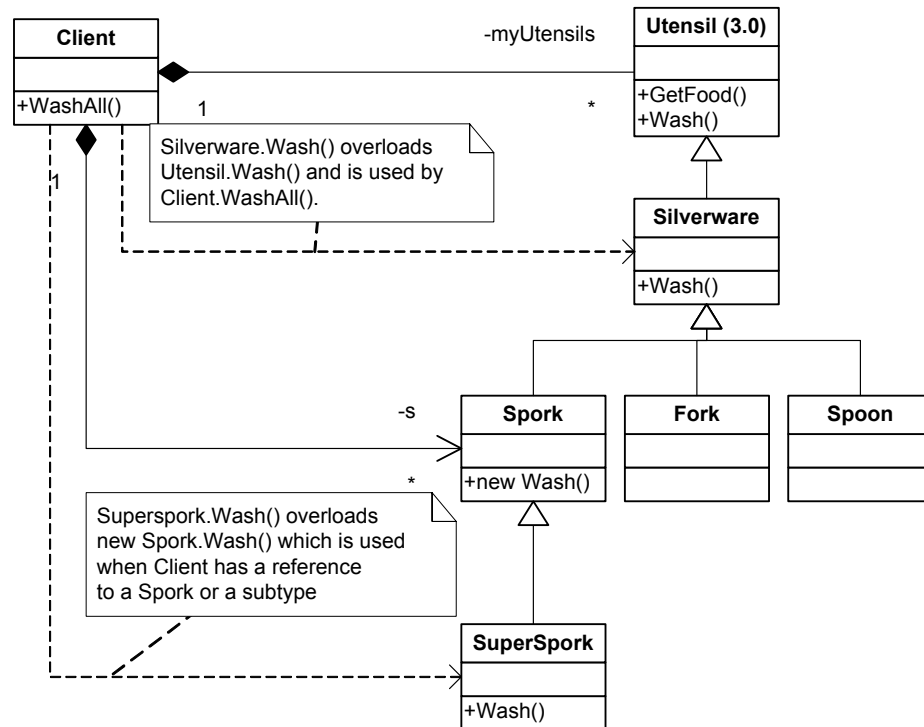 Client
+WashAll()
-myUtensils
1
*
Utensil (3.0)
+GetFood()
+Wash()
Silverware.Wash() overloads
Utensil.Wash() and is used by
Client.WashAll().
1
Silverware
+Wash()
-s
*
Spork
+new Wash()
Fork
Spoon
Superspork.Wash() overloads
new Spork.Wash() which is used
when Client has a reference
to a Spork or a subtype
SuperSpork
+Wash()